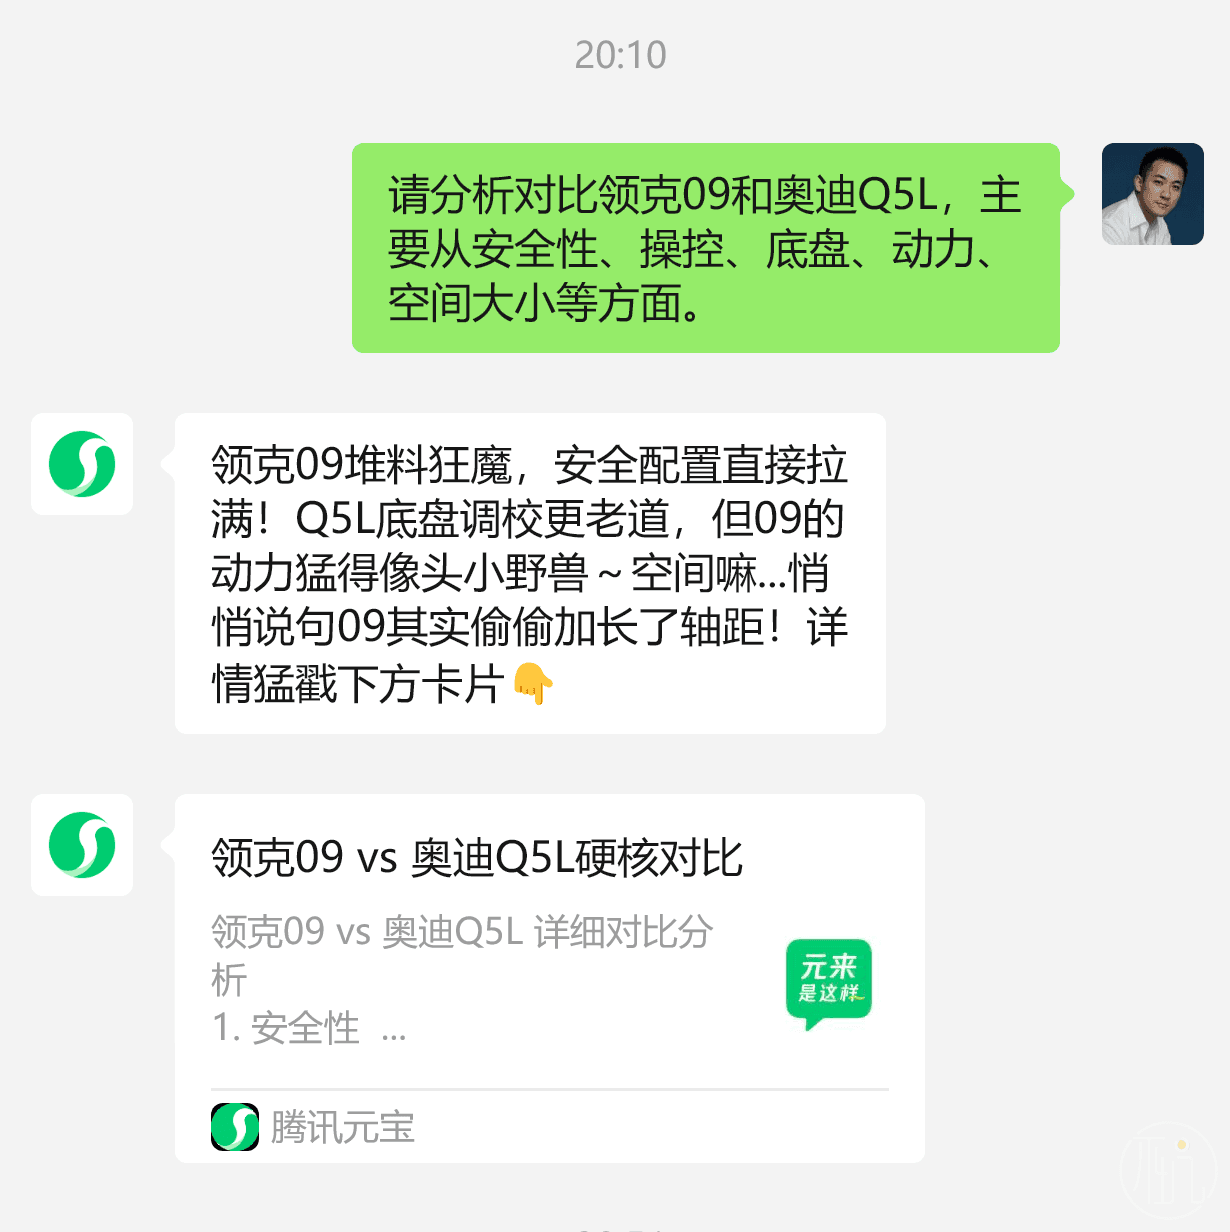 20:10
请分析对比领克09和奥迪Q5L，主
要从安全性、操控、底盘、动力、
空间大小等方面。
领克09堆料狂魔，安全配置直接拉
满！Q5L底盘调校更老道，但09的
动力猛得像头小野兽～空间嘛...悄
悄说句09其实偷偷加长了轴距！详
情猛戳下方卡片👇
领克09 vs 奥迪Q5L硬核对比
领克09 vs 奥迪Q5L 详细对比分
析
1. 安全性 ...
元来
是这样
腾讯元宝